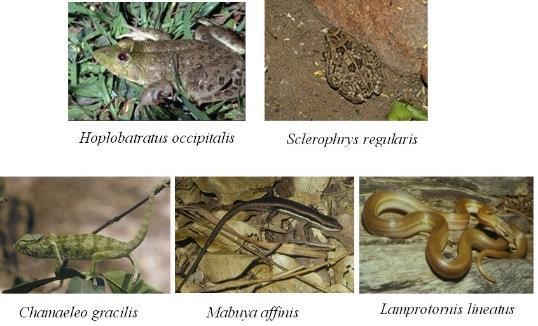 Hoplobatratus occipitalis
Sclerophrys regularis
Chamaeleo gracilis
Mabuya affinis
Lamprotornis lineatus